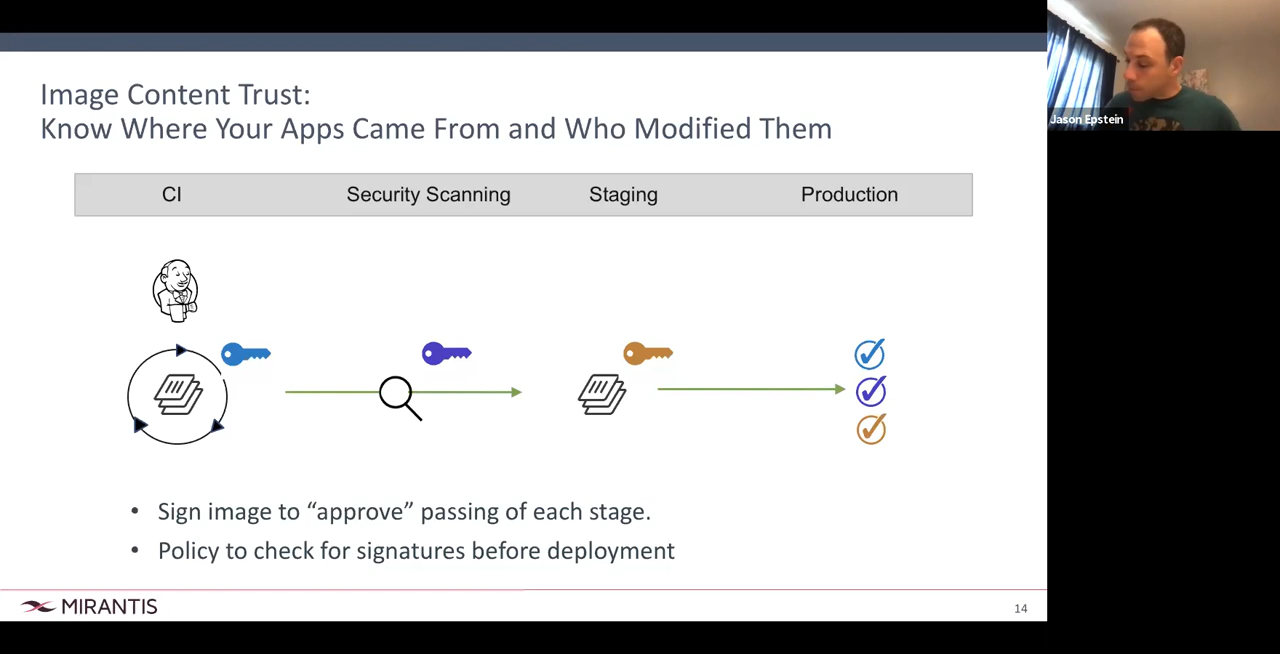 Image Content Trust:
Know Where Your Apps Came From and Who Modified Them
CI Security Scanning Staging Production
• Sign image to “approve” passing of each stage.
• Policy to check for signatures before deployment
MIRANTIS
14
Jason Epstein